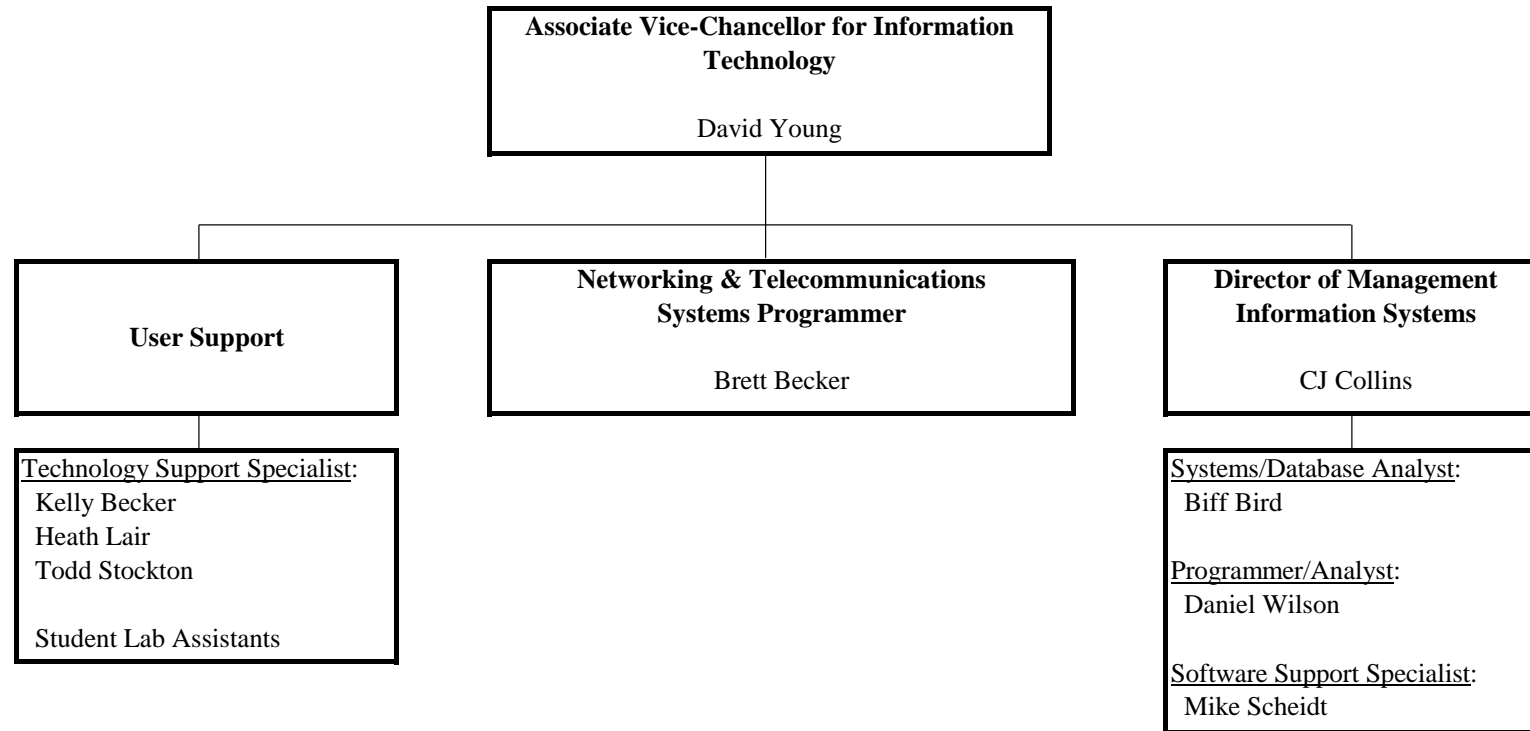 Associate Vice-Chancellor for Information
Technology
David Young
User Support
Networking & Telecommunications
Systems Programmer
Brett Becker
Director of Management
Information Systems
CJ Collins
Technology Support Specialist:
Kelly Becker
Heath Lair
Todd Stockton
Student Lab Assistants
Systems/Database Analyst:
Biff Bird
Programmer/Analyst:
Daniel Wilson
Software Support Specialist:
Mike Scheidt